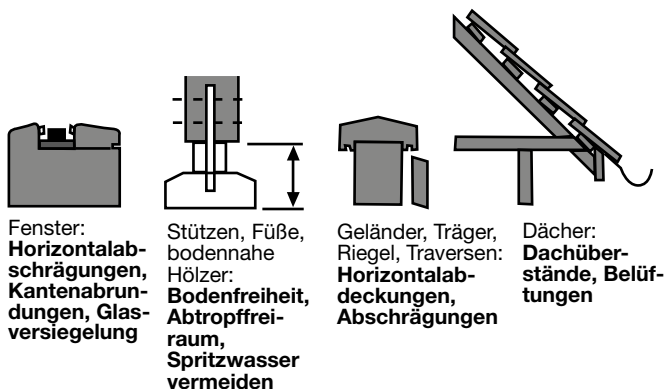 Fenster:
Horizontalab-
schrägungen,
Kantenabrun-
dungen, Glas-
versiegelung
Stützen, Füße,
bodennahe
Hölzer:
Bodenfreiheit,
Abtropffrei-
raum,
Spritzwasser
vermeiden
Geländer, Träger,
Riegel, Traversen:
Horizontalab-
deckungen,
Abschrägungen
Dächer:
Dachüber-
stände, Belüf-
tungen